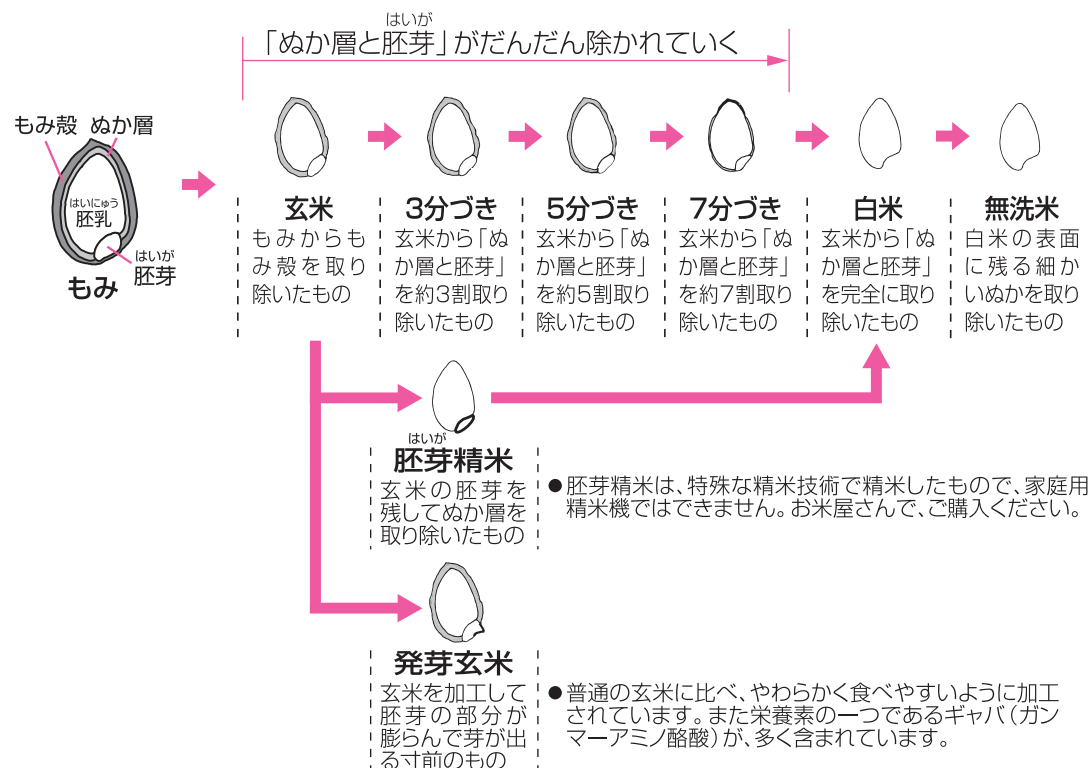 「ぬか層と胚芽」がだんだん除かれていく
はいが
もみ殻 ぬか層
はいにゅう
胚乳
はいが
胚芽
もみ
玄米
もみからも
み殻を取り
除いたもの
3分づき
玄米から「ぬ
か層と胚芽」
を約3割取り
除いたもの
5分づき
玄米から「ぬ
か層と胚芽」
を約5割取り
除いたもの
7分づき
玄米から「ぬ
か層と胚芽」
を約7割取り
除いたもの
白米
玄米から「ぬ
か層と胚芽」
を完全に取り
除いたもの
無洗米
白米の表面
に残る細か
いぬかを取り
除いたもの
はいが
胚芽精米
玄米の胚芽を
残してぬか層を
取り除いたもの
●胚芽精米は、特殊な精米技術で精米したもので、家庭用
精米機ではできません。お米屋さんで、ご購入ください。
発芽玄米
玄米を加工して
胚芽の部分が
膨らんで芽が出
る寸前のもの
●普通の玄米に比べ、やわらかく食べやすいように加工
されています。また栄養素の一つであるギャバ(ガン
マーアミノ酪酸)が、多く含まれています。